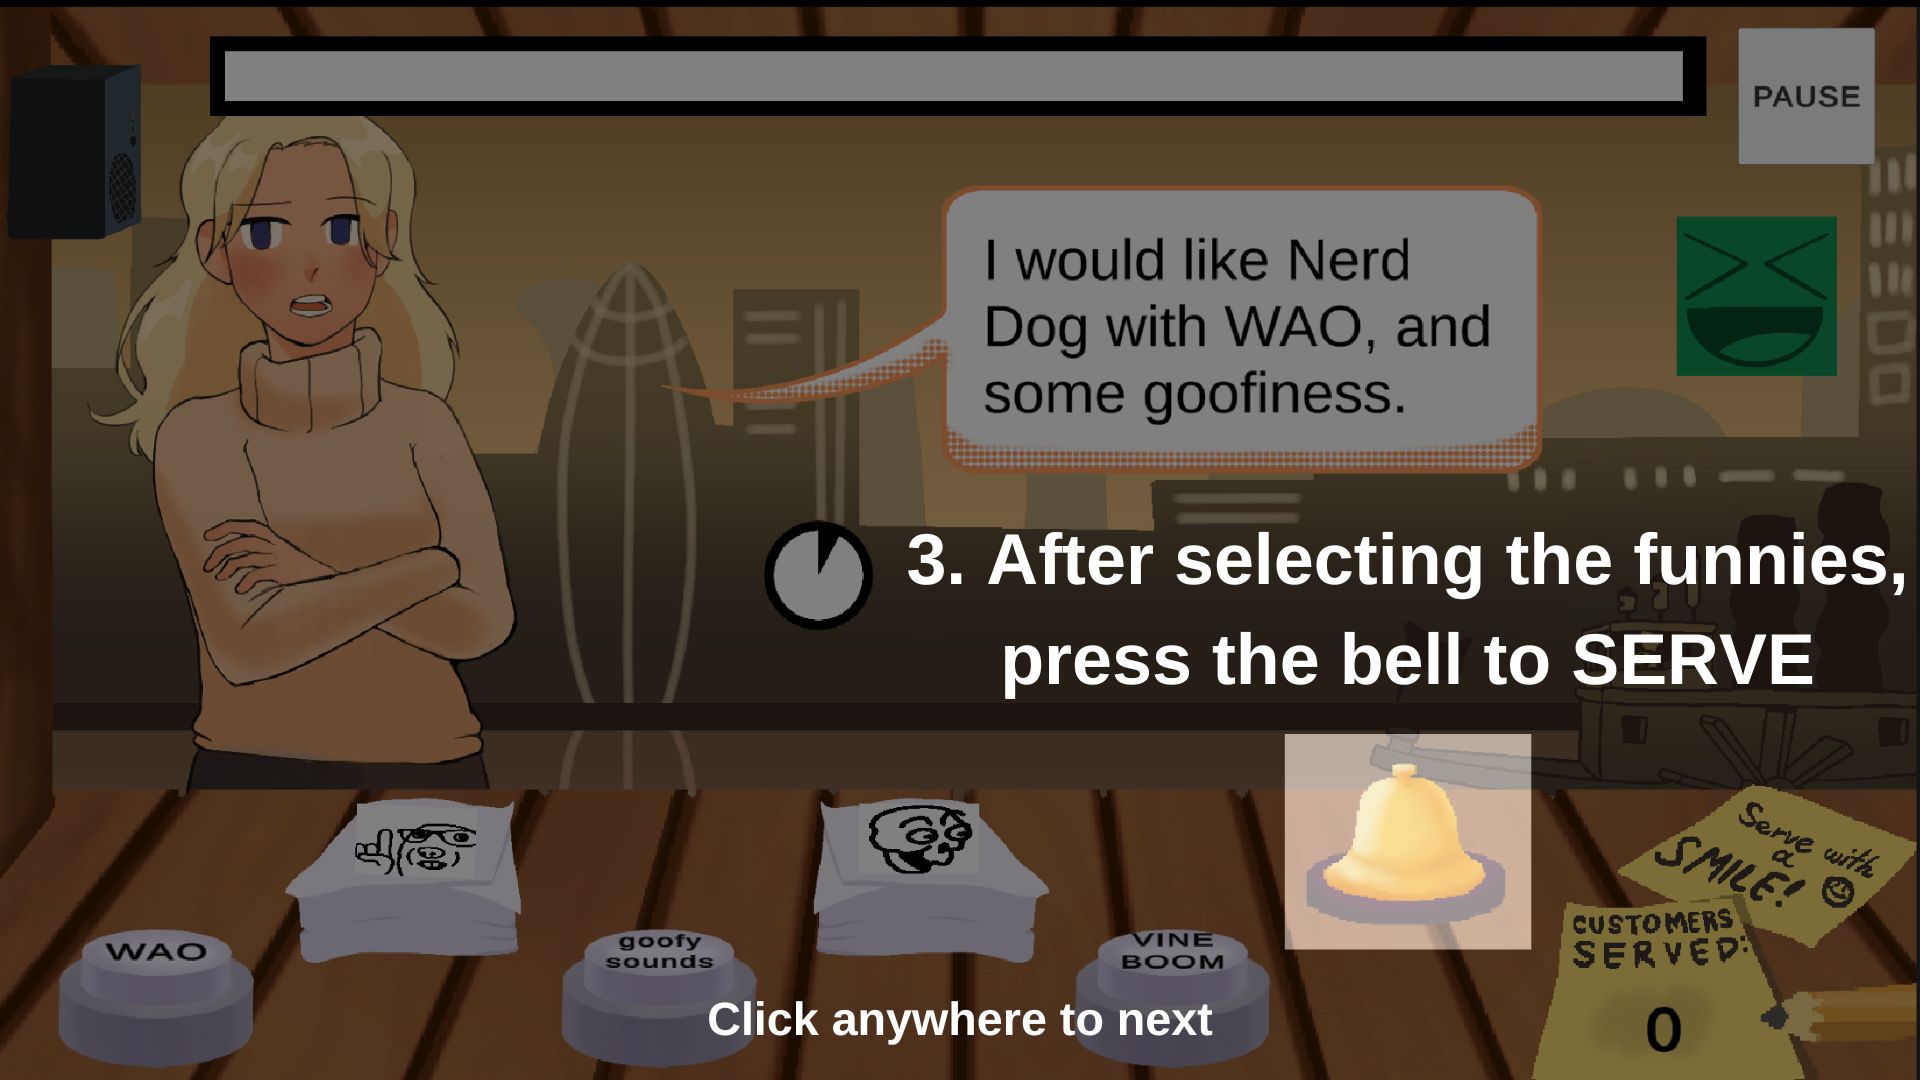 PAUSE
I would like Nerd
Dog with WAO, and
some goofiness.
3. After selecting the funnies,
press the bell to SERVE
Serve with
a
SMILE!
CUSTOMERS
SERVED:
0
WAO
goofy
sounds
VINE
BOOM
Click anywhere to next